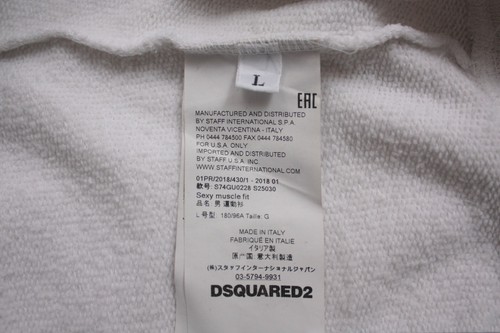 L
EAC
MANUFACTURED AND DISTRIBUTED
BY STAFF INTERNATIONAL S.P.A
NOVENTA VICENTINA - ITALY
PH 0444 784500 FAX 0444 784580
FOR U.S.A. ONLY
IMPORTED AND DISTRIBUTED
BY STAFF U.S.A. INC.
WWW.STAFFINTERNATIONAL.COM
01PR/2018/430/1 - 2018 01
款号: S74GU0228 S25030
Sexy muscle fit
品名 男 運動衫
L 号型: 180/96A Taille: G
MADE IN ITALY
FABRIQUÉ EN ITALIE
イタリア製
原产国: 意大利製造
(株)スタッフインターナショナルジャパン
03-5794-9931
DSQUARED2